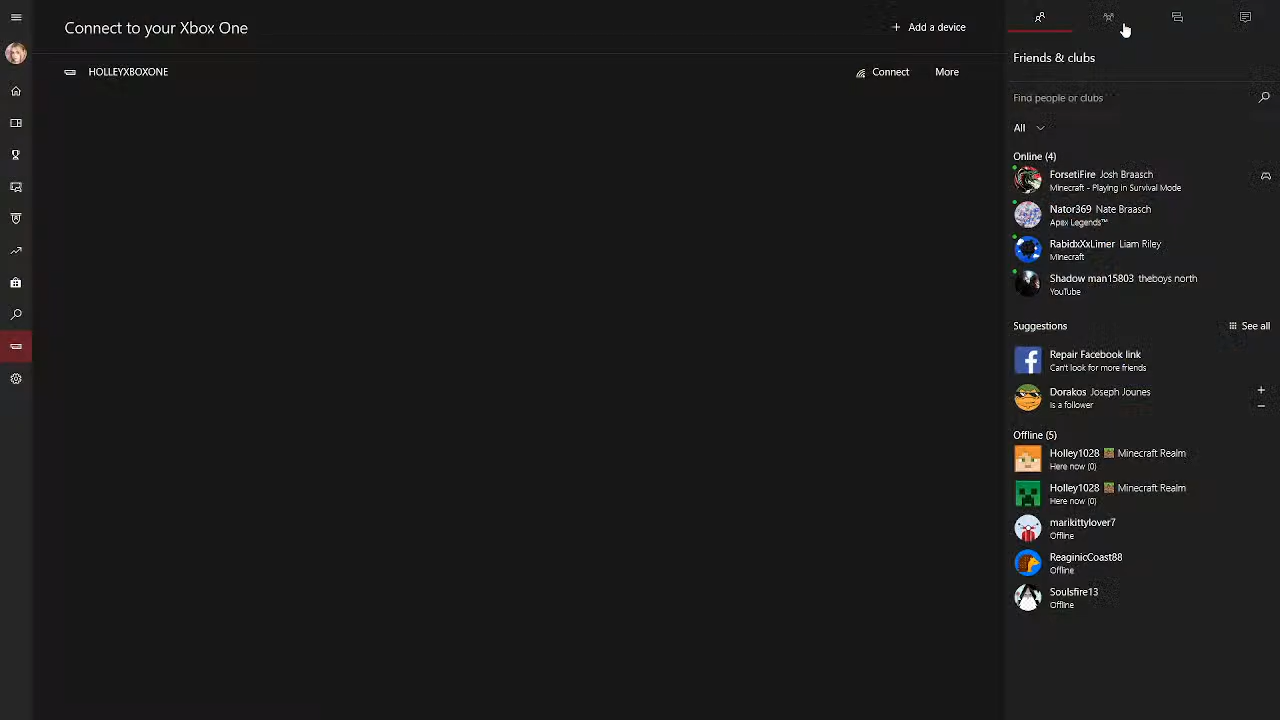 Connect to your Xbox One
Add a device
HOLLEYXBOXONE
Connect
More
Friends & clubs
Find people or clubs
All
Online (4)
ForsetiFire Josh Braasch
Minecraft - Playing in Survival Mode
Nator369 Nate Braasch
Apex Legends™
RabidxXxLimer Liam Riley
Minecraft
Shadow man15803 theboys north
YouTube
Suggestions
See all
Repair Facebook link
Can't look for more friends
Dorakos Joseph Jounes
Is a follower
Offline (5)
Holley1028 Minecraft Realm
Here now (0)
Holley1028 Minecraft Realm
Here now (0)
marikittylover7
Offline
ReaginicCoast88
Offline
Soulsfire13
Offline